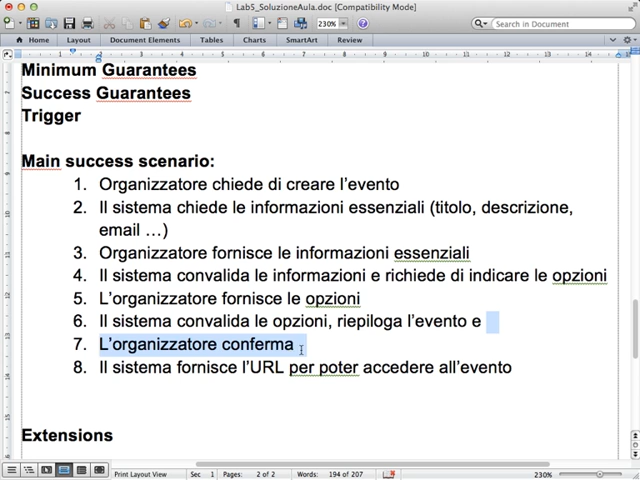 Lab5_SoluzioneAula.doc [Compatibility Mode]
230%
Search in Document
Home Layout Document Elements Tables Charts SmartArt Review
Minimum Guarantees
Success Guarantees
Trigger
Main success scenario:
1. Organizzatore chiede di creare l'evento
2. Il sistema chiede le informazioni essenziali (titolo, descrizione,
email …)
3. Organizzatore fornisce le informazioni essenziali
4. Il sistema convalida le informazioni e richiede di indicare le opzioni
5. L'organizzatore fornisce le opzioni
6. Il sistema convalida le opzioni, riepiloga l'evento e
7. L'organizzatore conferma
8. Il sistema fornisce l'URL per poter accedere all'evento
Extensions
Print Layout View Sec 1 Pages: 2 of 2 Words: 194 of 207 230%